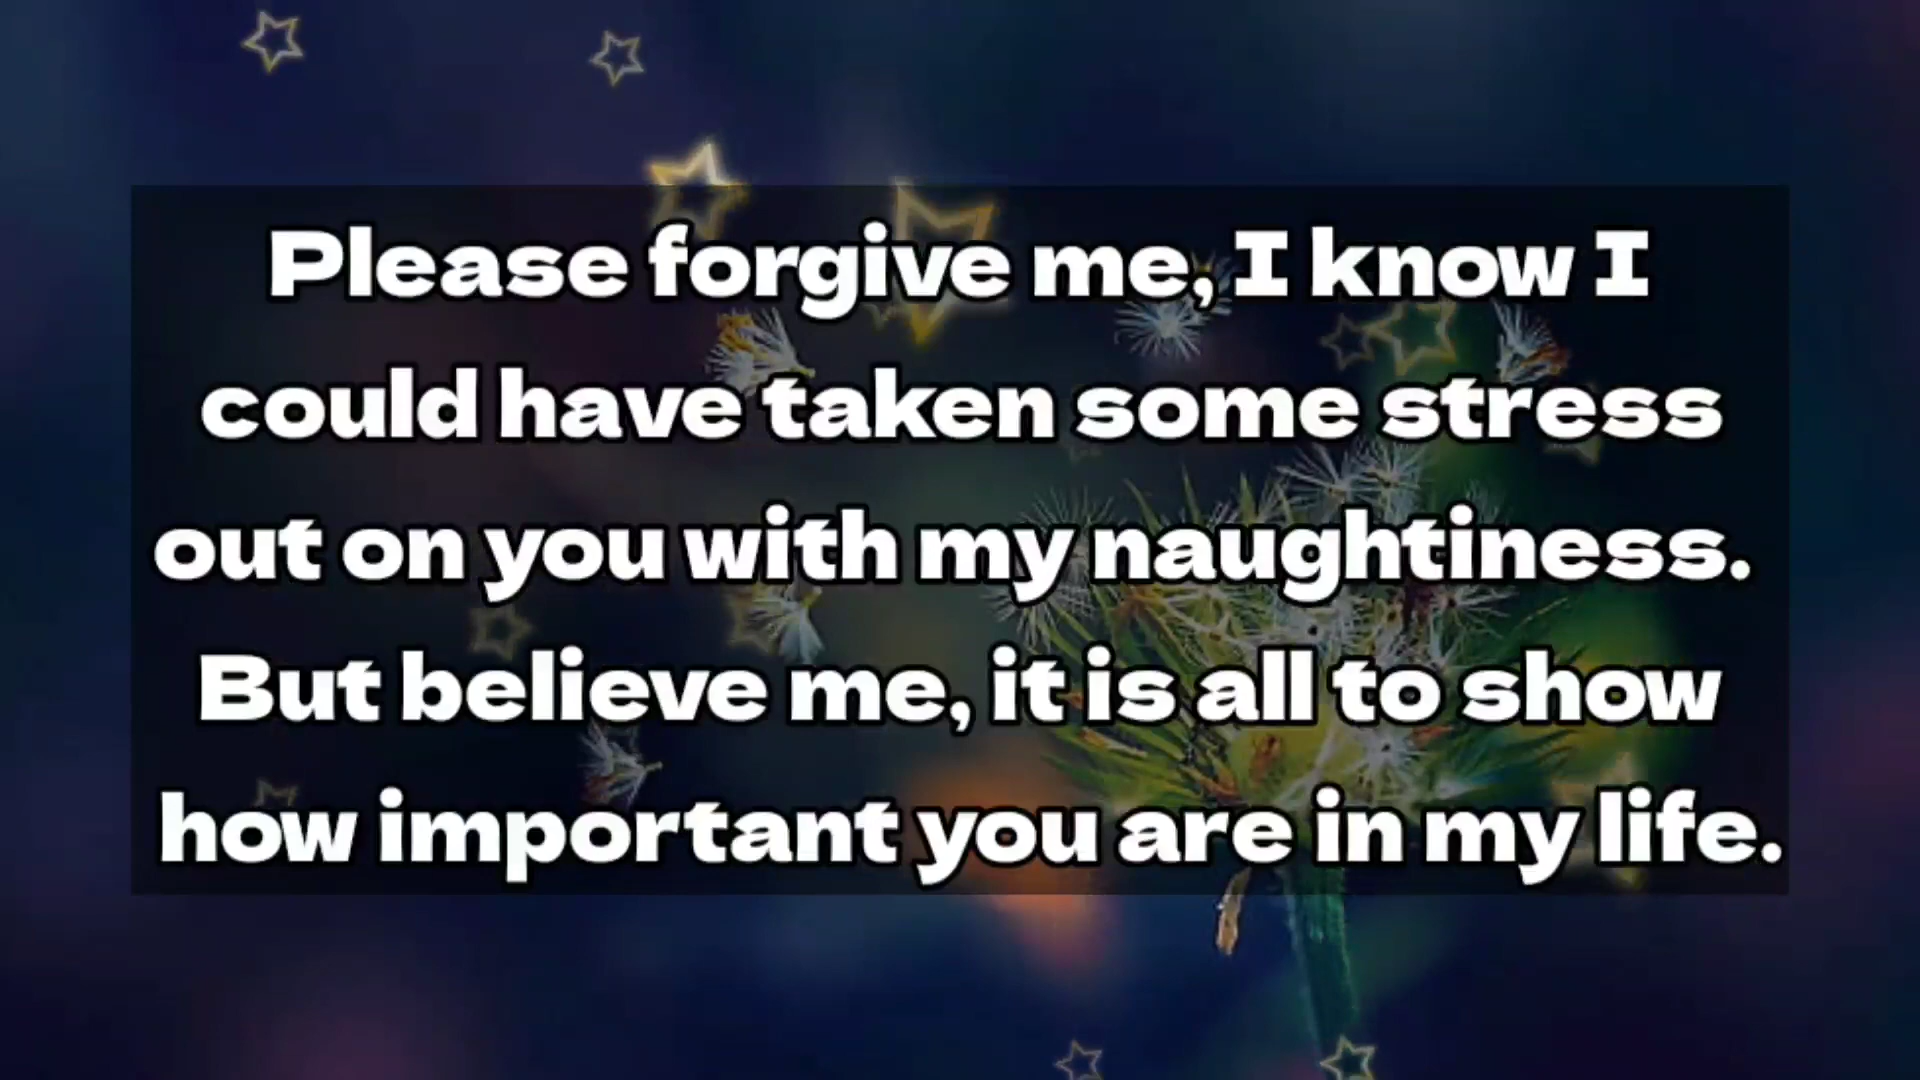 Please forgive me, I know I
could have taken some stress
out on you with my naughtiness.
But believe me, it is all to show
how important you are in my life.